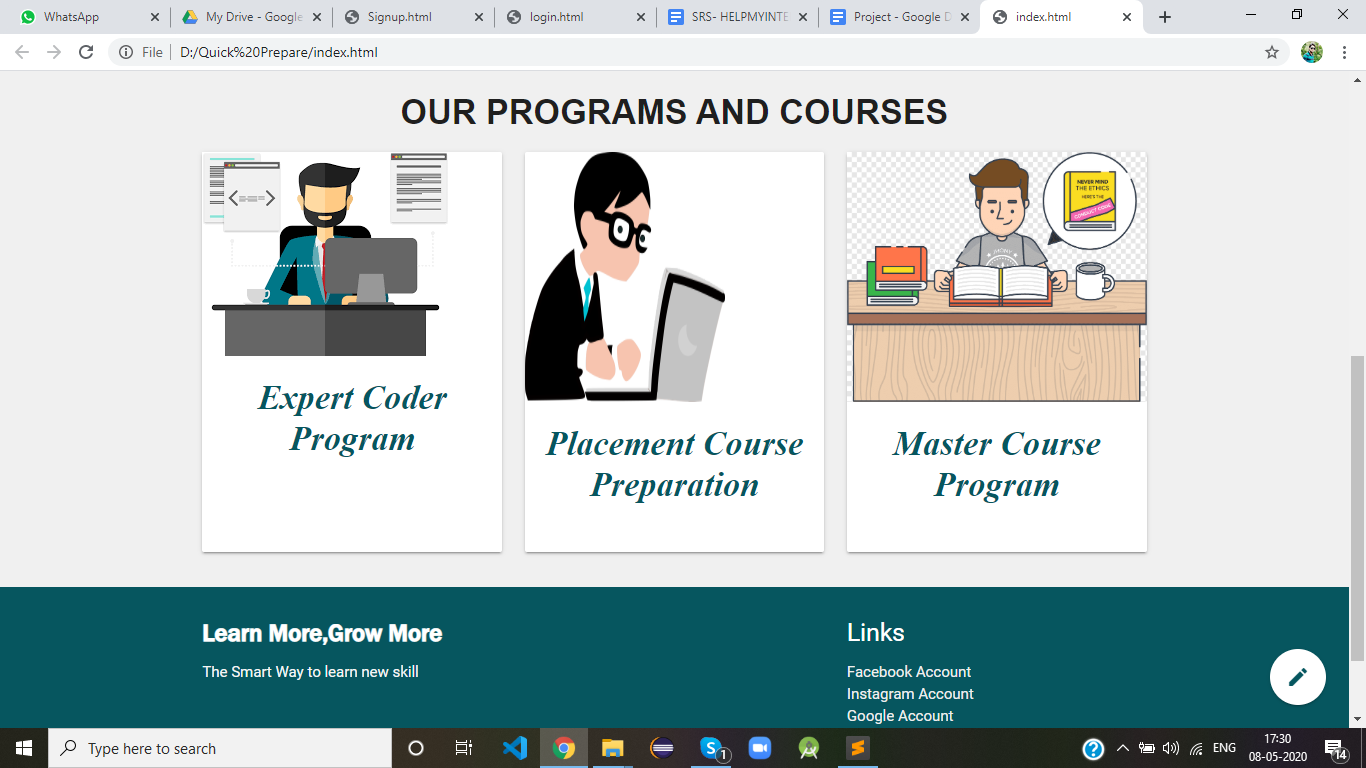 WhatsApp
My Drive - Google
Signup.html
login.html
SRS- HELPMYINTE
Project - Google D
index.html
File
D:/Quick%20Prepare/index.html
OUR PROGRAMS AND COURSES
NEVER MIND
THE ETHICS
HERE'S THE
CONDUCT CODE
Expert Coder
Program
Placement Course
Preparation
Master Course
Program
Learn More,Grow More
The Smart Way to learn new skill
Links
Facebook Account
Instagram Account
Google Account
Type here to search
1
ENG
17:30
08-05-2020
14